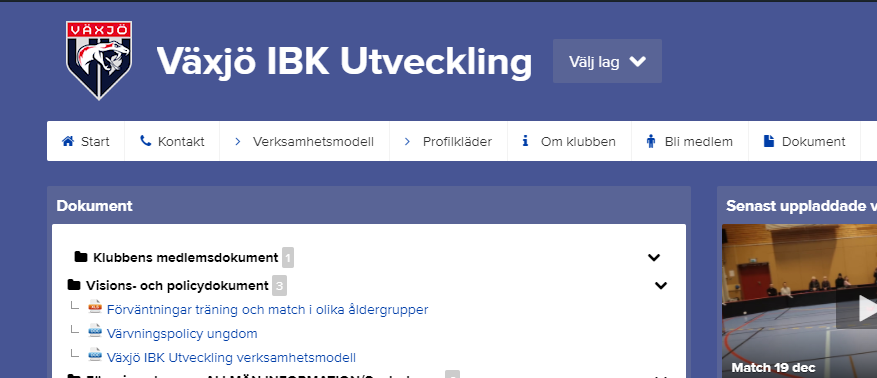 VÄXJÖ
Växjö IBK Utveckling
Välj lag
Start
Kontakt
Verksamhetsmodell
Profilkläder
Om klubben
Bli medlem
Dokument
Dokument
Klubbens medlemsdokument 1
Visions- och policydokument 3
Förväntningar träning och match i olika åldergrupper
Värvningspolicy ungdom
Växjö IBK Utveckling verksamhetsmodell
Senast uppladdade v
Match 19 dec